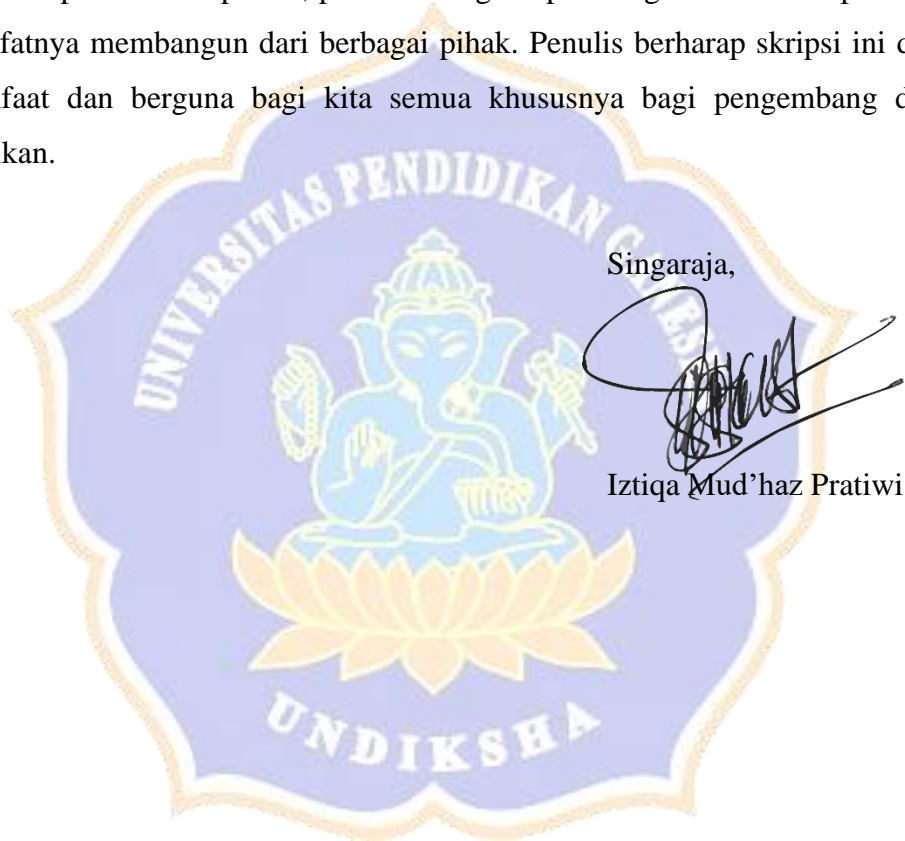 fatnya membangun dari berbagai pihak. Penulis berharap skripsi ini
faat dan berguna bagi kita semua khususnya bagi pengembang
kan.
UNIVERSITAS PENDIDIKAN GANESHA
Singaraja,
Iztiqa Mud’haz Pratiwi
UNDIKSHA